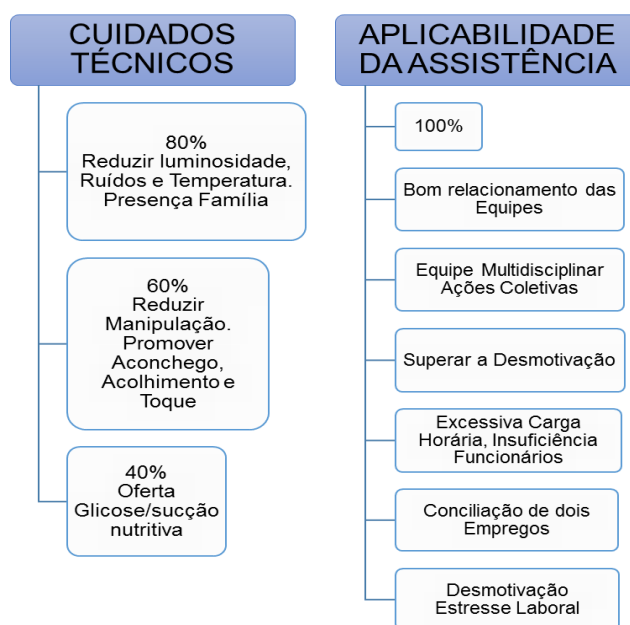 CUIDADOS
TÉCNICOS
80%
Reduzir luminosidade,
Ruídos e Temperatura.
Presença Família
60%
Reduzir
Manipulação.
Promover
Aconchego,
Acolhimento e
Toque
40%
Oferta
Glicose/sucção
nutritiva
APLICABILIDADE
DA ASSISTÊNCIA
100%
Bom relacionamento das
Equipes
Equipe Multidisciplinar
Ações Coletivas
Superar a Desmotivação
Excessiva Carga
Horária, Insuficiência
Funcionários
Conciliação de dois
Empregos
Desmotivação
Estresse Laboral